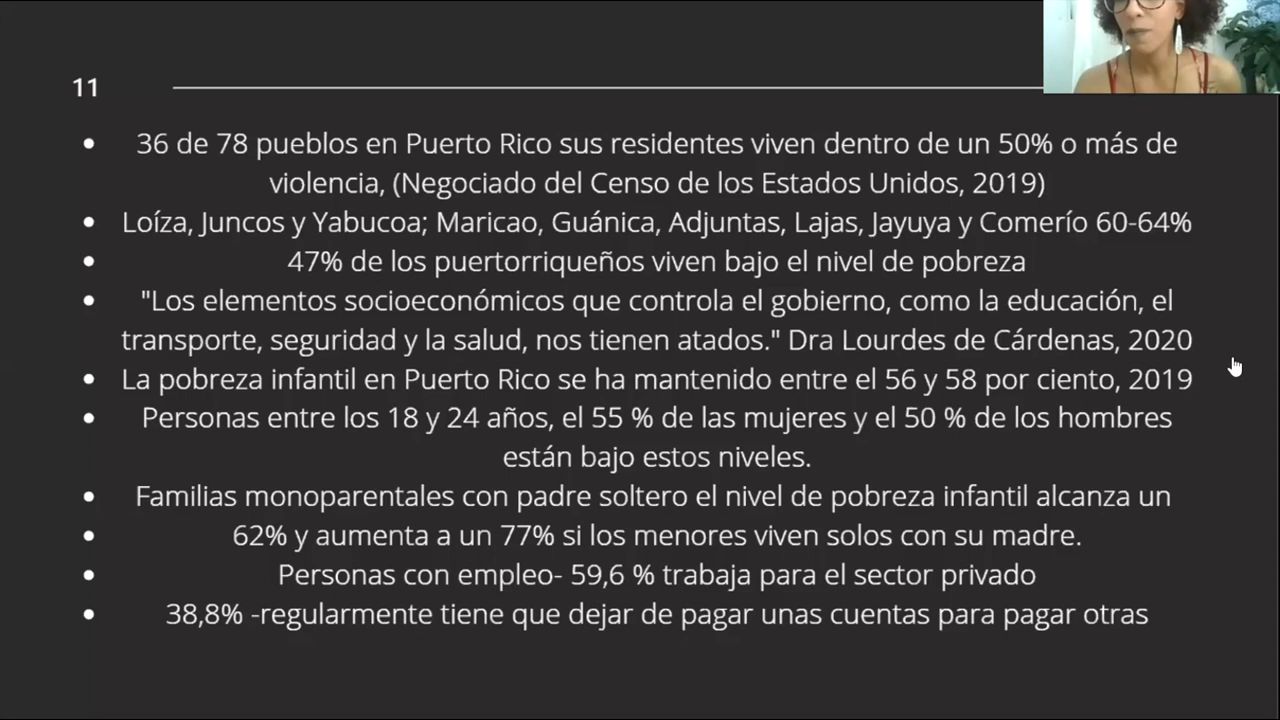 11
• 36 de 78 pueblos en Puerto Rico sus residentes viven dentro de un 50% o más de
violencia, (Negociado del Censo de los Estados Unidos, 2019)
• Loíza, Juncos y Yabucoa; Maricao, Guánica, Adjuntas, Lajas, Jayuya y Comerío 60-64%
• 47% de los puertorriqueños viven bajo el nivel de pobreza
• "Los elementos socioeconómicos que controla el gobierno, como la educación, el
transporte, seguridad y la salud, nos tienen atados." Dra Lourdes de Cárdenas, 2020
• La pobreza infantil en Puerto Rico se ha mantenido entre el 56 y 58 por ciento, 2019
• Personas entre los 18 y 24 años, el 55 % de las mujeres y el 50 % de los hombres
están bajo estos niveles.
• Familias monoparentales con padre soltero el nivel de pobreza infantil alcanza un
• 62% y aumenta a un 77% si los menores viven solos con su madre.
• Personas con empleo- 59,6 % trabaja para el sector privado
• 38,8% -regularmente tiene que dejar de pagar unas cuentas para pagar otras